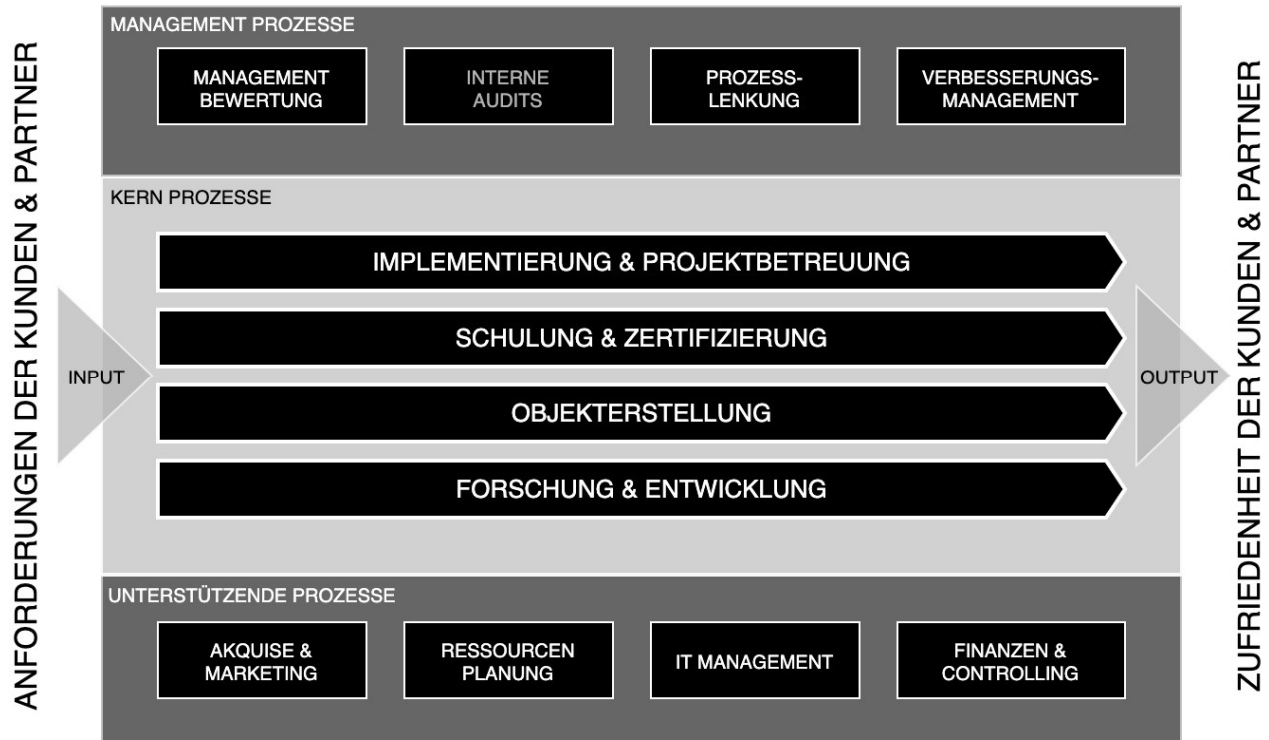 ANFORDERUNGEN DER KUNDEN & PARTNER
MANAGEMENT PROZESSE
MANAGEMENT
BEWERTUNG
INTERNE
AUDITS
PROZESS-
LENKUNG
VERBESSERUNGS-
MANAGEMENT
KERN PROZESSE
IMPLEMENTIERUNG & PROJEKTBETREUUNG
SCHULUNG & ZERTIFIZIERUNG
INPUT
OUTPUT
OBJEKTERSTELLUNG
FORSCHUNG & ENTWICKLUNG
UNTERSTÜTZENDE PROZESSE
AKQUISE &
MARKETING
RESSOURCEN
PLANUNG
IT MANAGEMENT
FINANZEN &
CONTROLLING
ZUFRIEDENHEIT DER KUNDEN & PARTNER